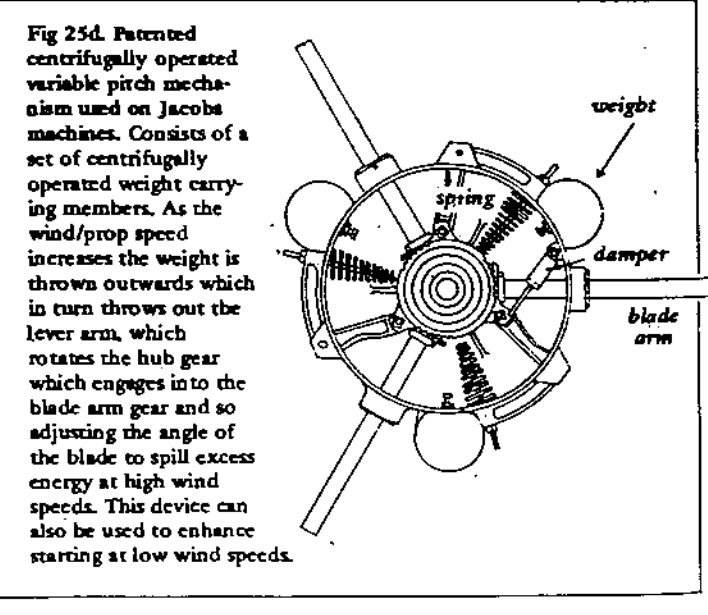 Fig 25d. Patented
centrifugally operated
variable pitch mecha-
nism used on Jacobs
machines. Consists of a
set of centrifugally
operated weight carry-
ing members. As the
wind/prop speed
increases the weight is
thrown outwards which
in turn throws out the
lever arm, which
rotates the hub gear
which engages into the
blade arm gear and so
adjusting the angle of
the blade to spill excess
energy at high wind
speeds. This device can
also be used to enhance
starting at low wind speeds.
weight
spring
damper
blade
arm